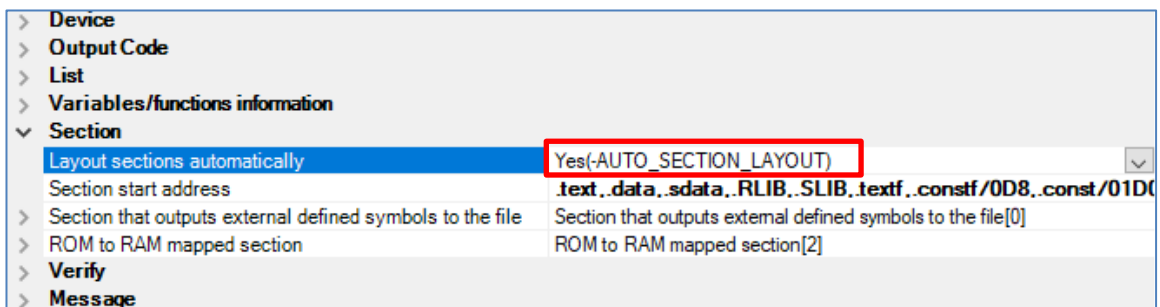 Device
Output Code
List
Variables/functions information
Section
Layout sections automatically Yes(-AUTO_SECTION_LAYOUT)
Section start address .text,.data,.sdata,.RLIB,.SLIB,.textf,.constf/0D8,.const/01D0
Section that outputs external defined symbols to the file Section that outputs external defined symbols to the file[0]
ROM to RAM mapped section ROM to RAM mapped section[2]
Verify
Message